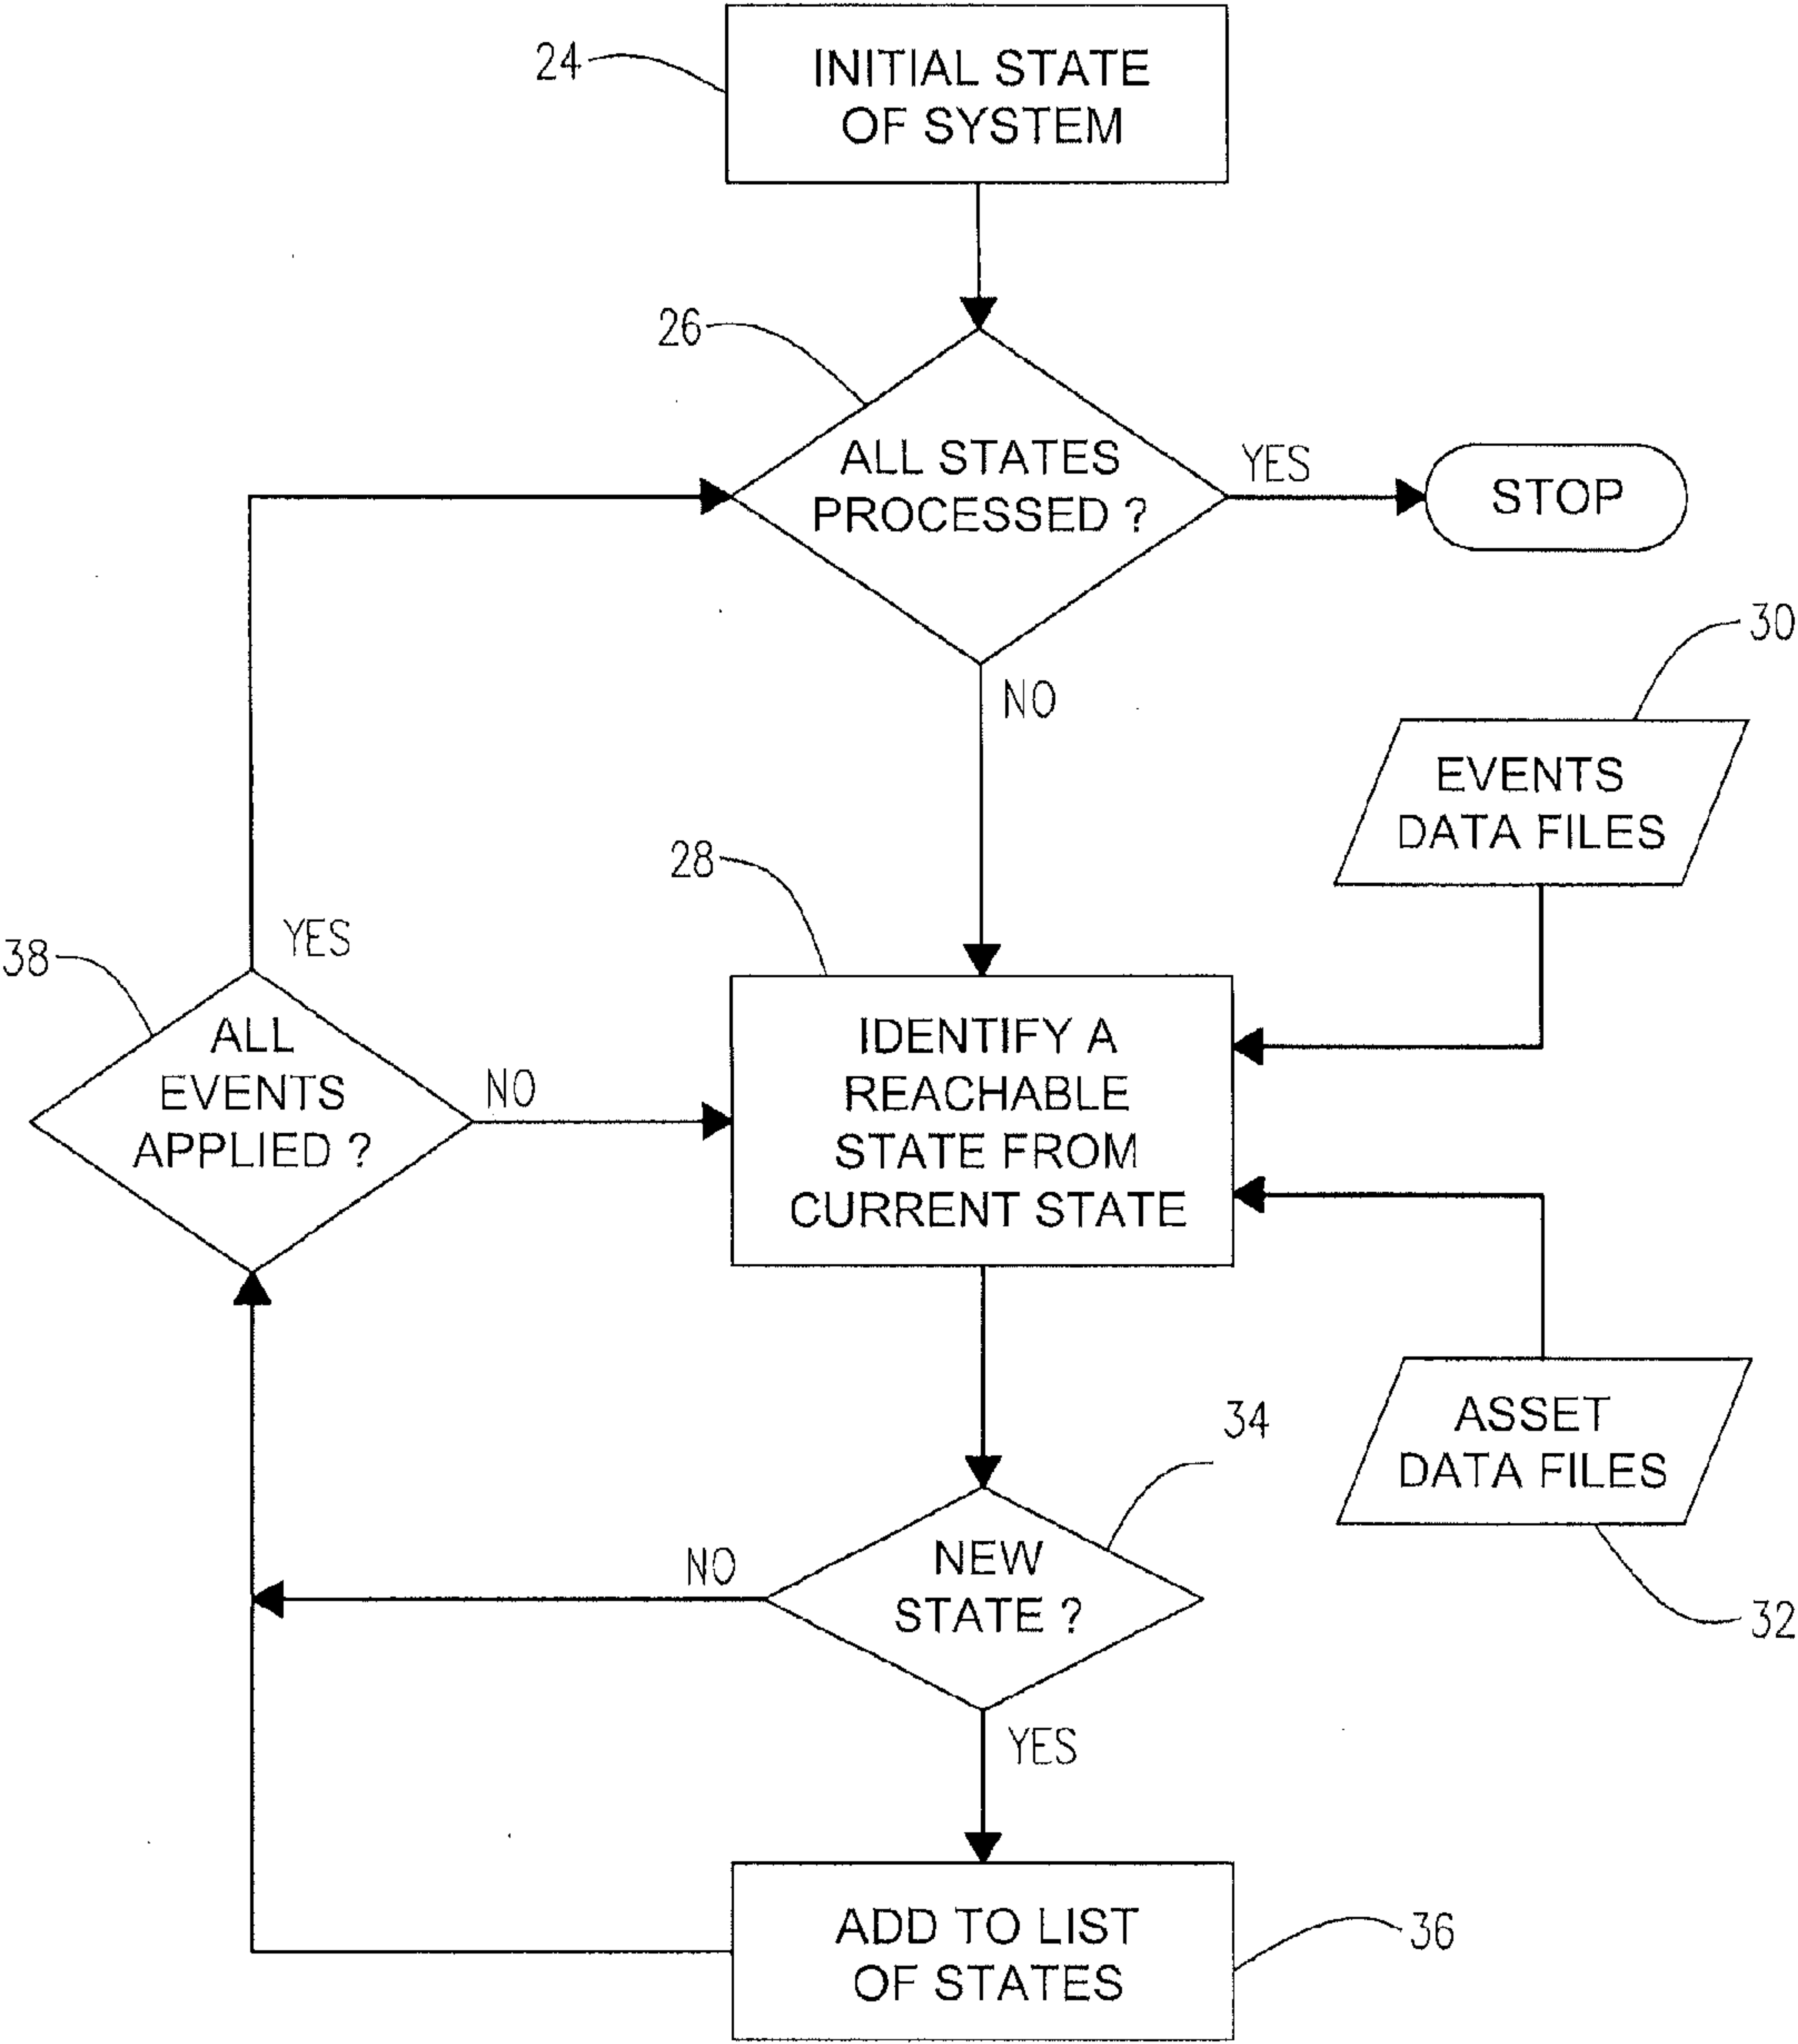 24
INITIAL STATE
OF SYSTEM
26
ALL STATES
PROCESSED ?
YES
STOP
NO
30
EVENTS
DATA FILES
28
38
YES
ALL
EVENTS
APPLIED ?
NO
IDENTIFY A
REACHABLE
STATE FROM
CURRENT STATE
34
ASSET
DATA FILES
32
NO
NEW
STATE ?
YES
ADD TO LIST
OF STATES
36